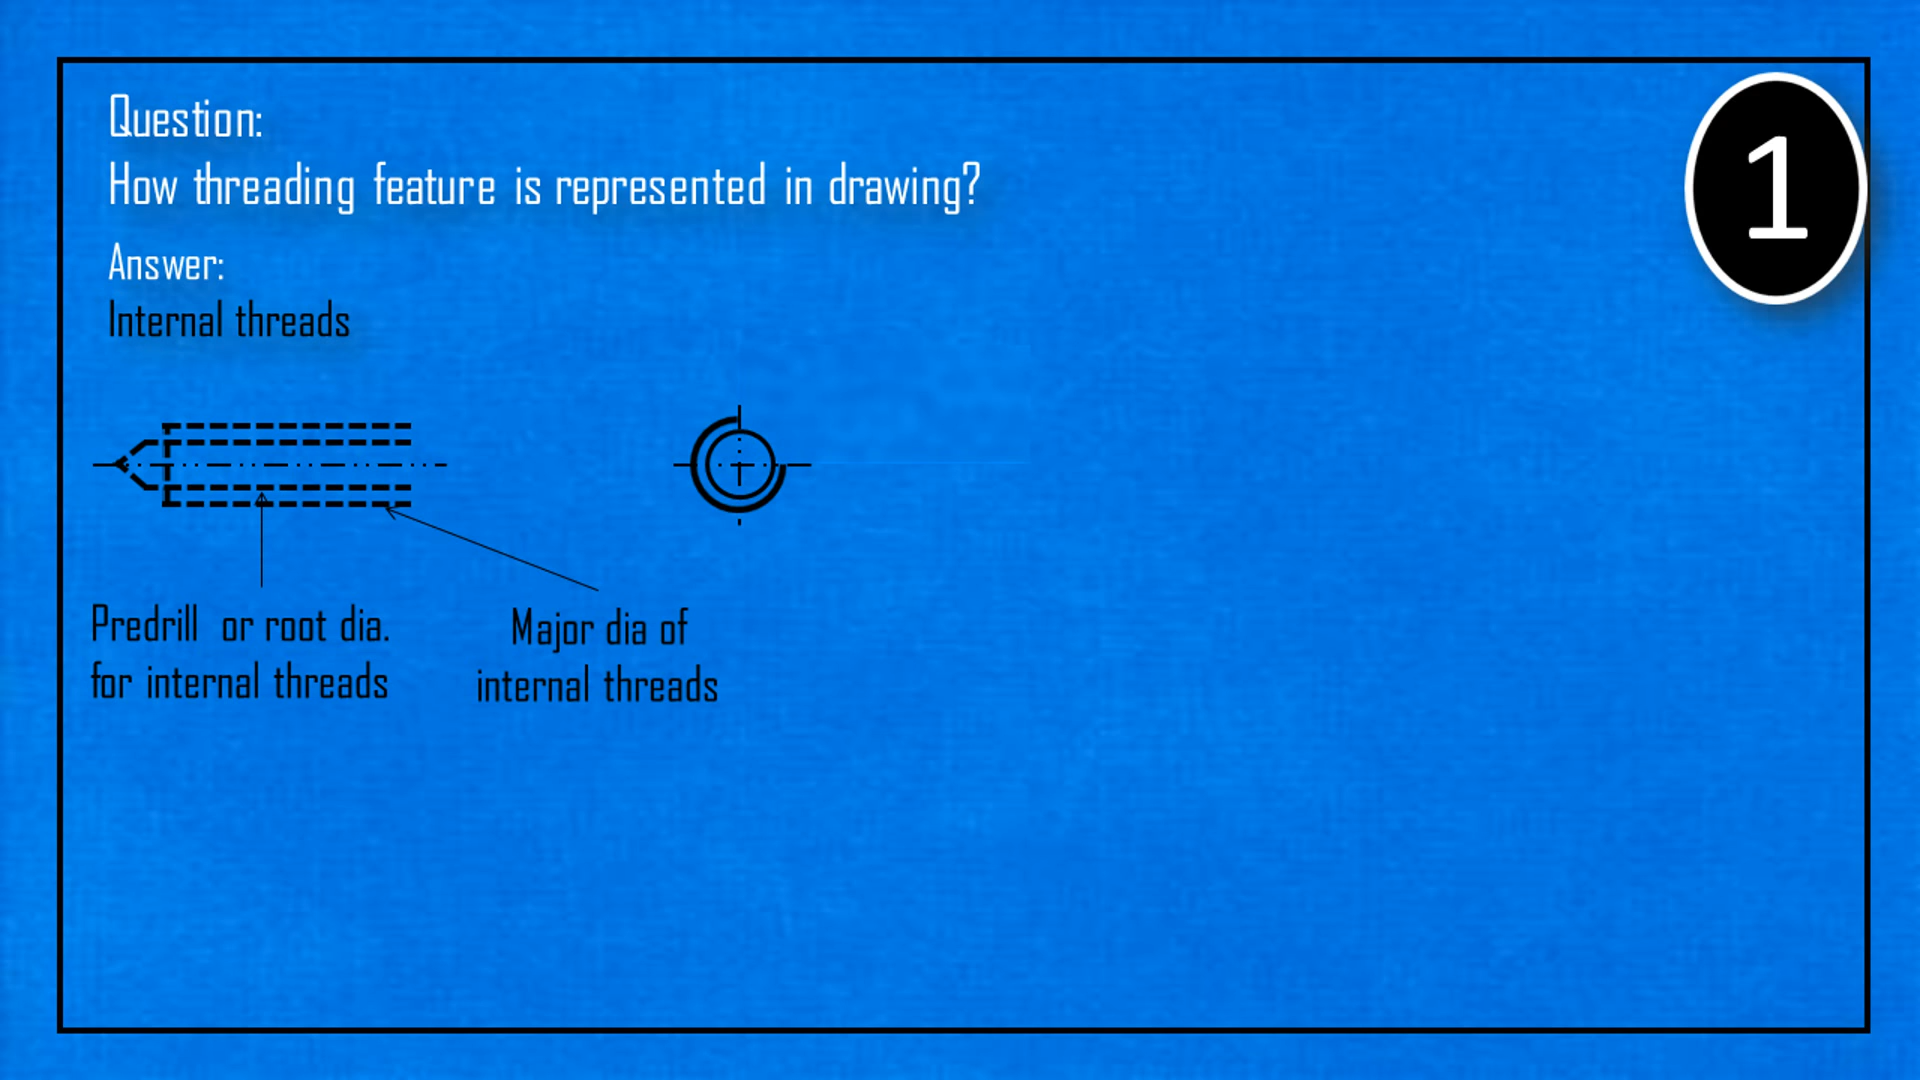 Question:
How threading feature is represented in drawing?
1
Answer:
Internal threads
Predrill or root dia.
for internal threads
Major dia of
internal threads